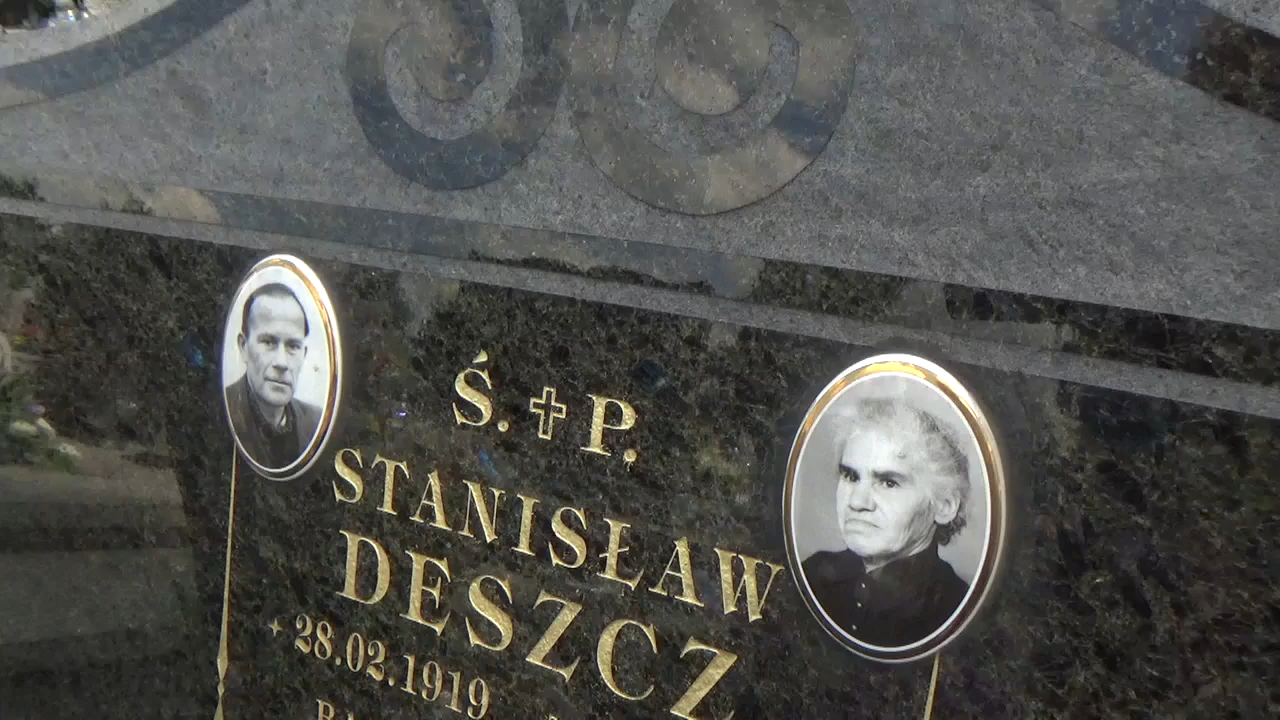 Ś. ✝ P.
STANISŁAW
DESZCZ
+ 28.02.1919